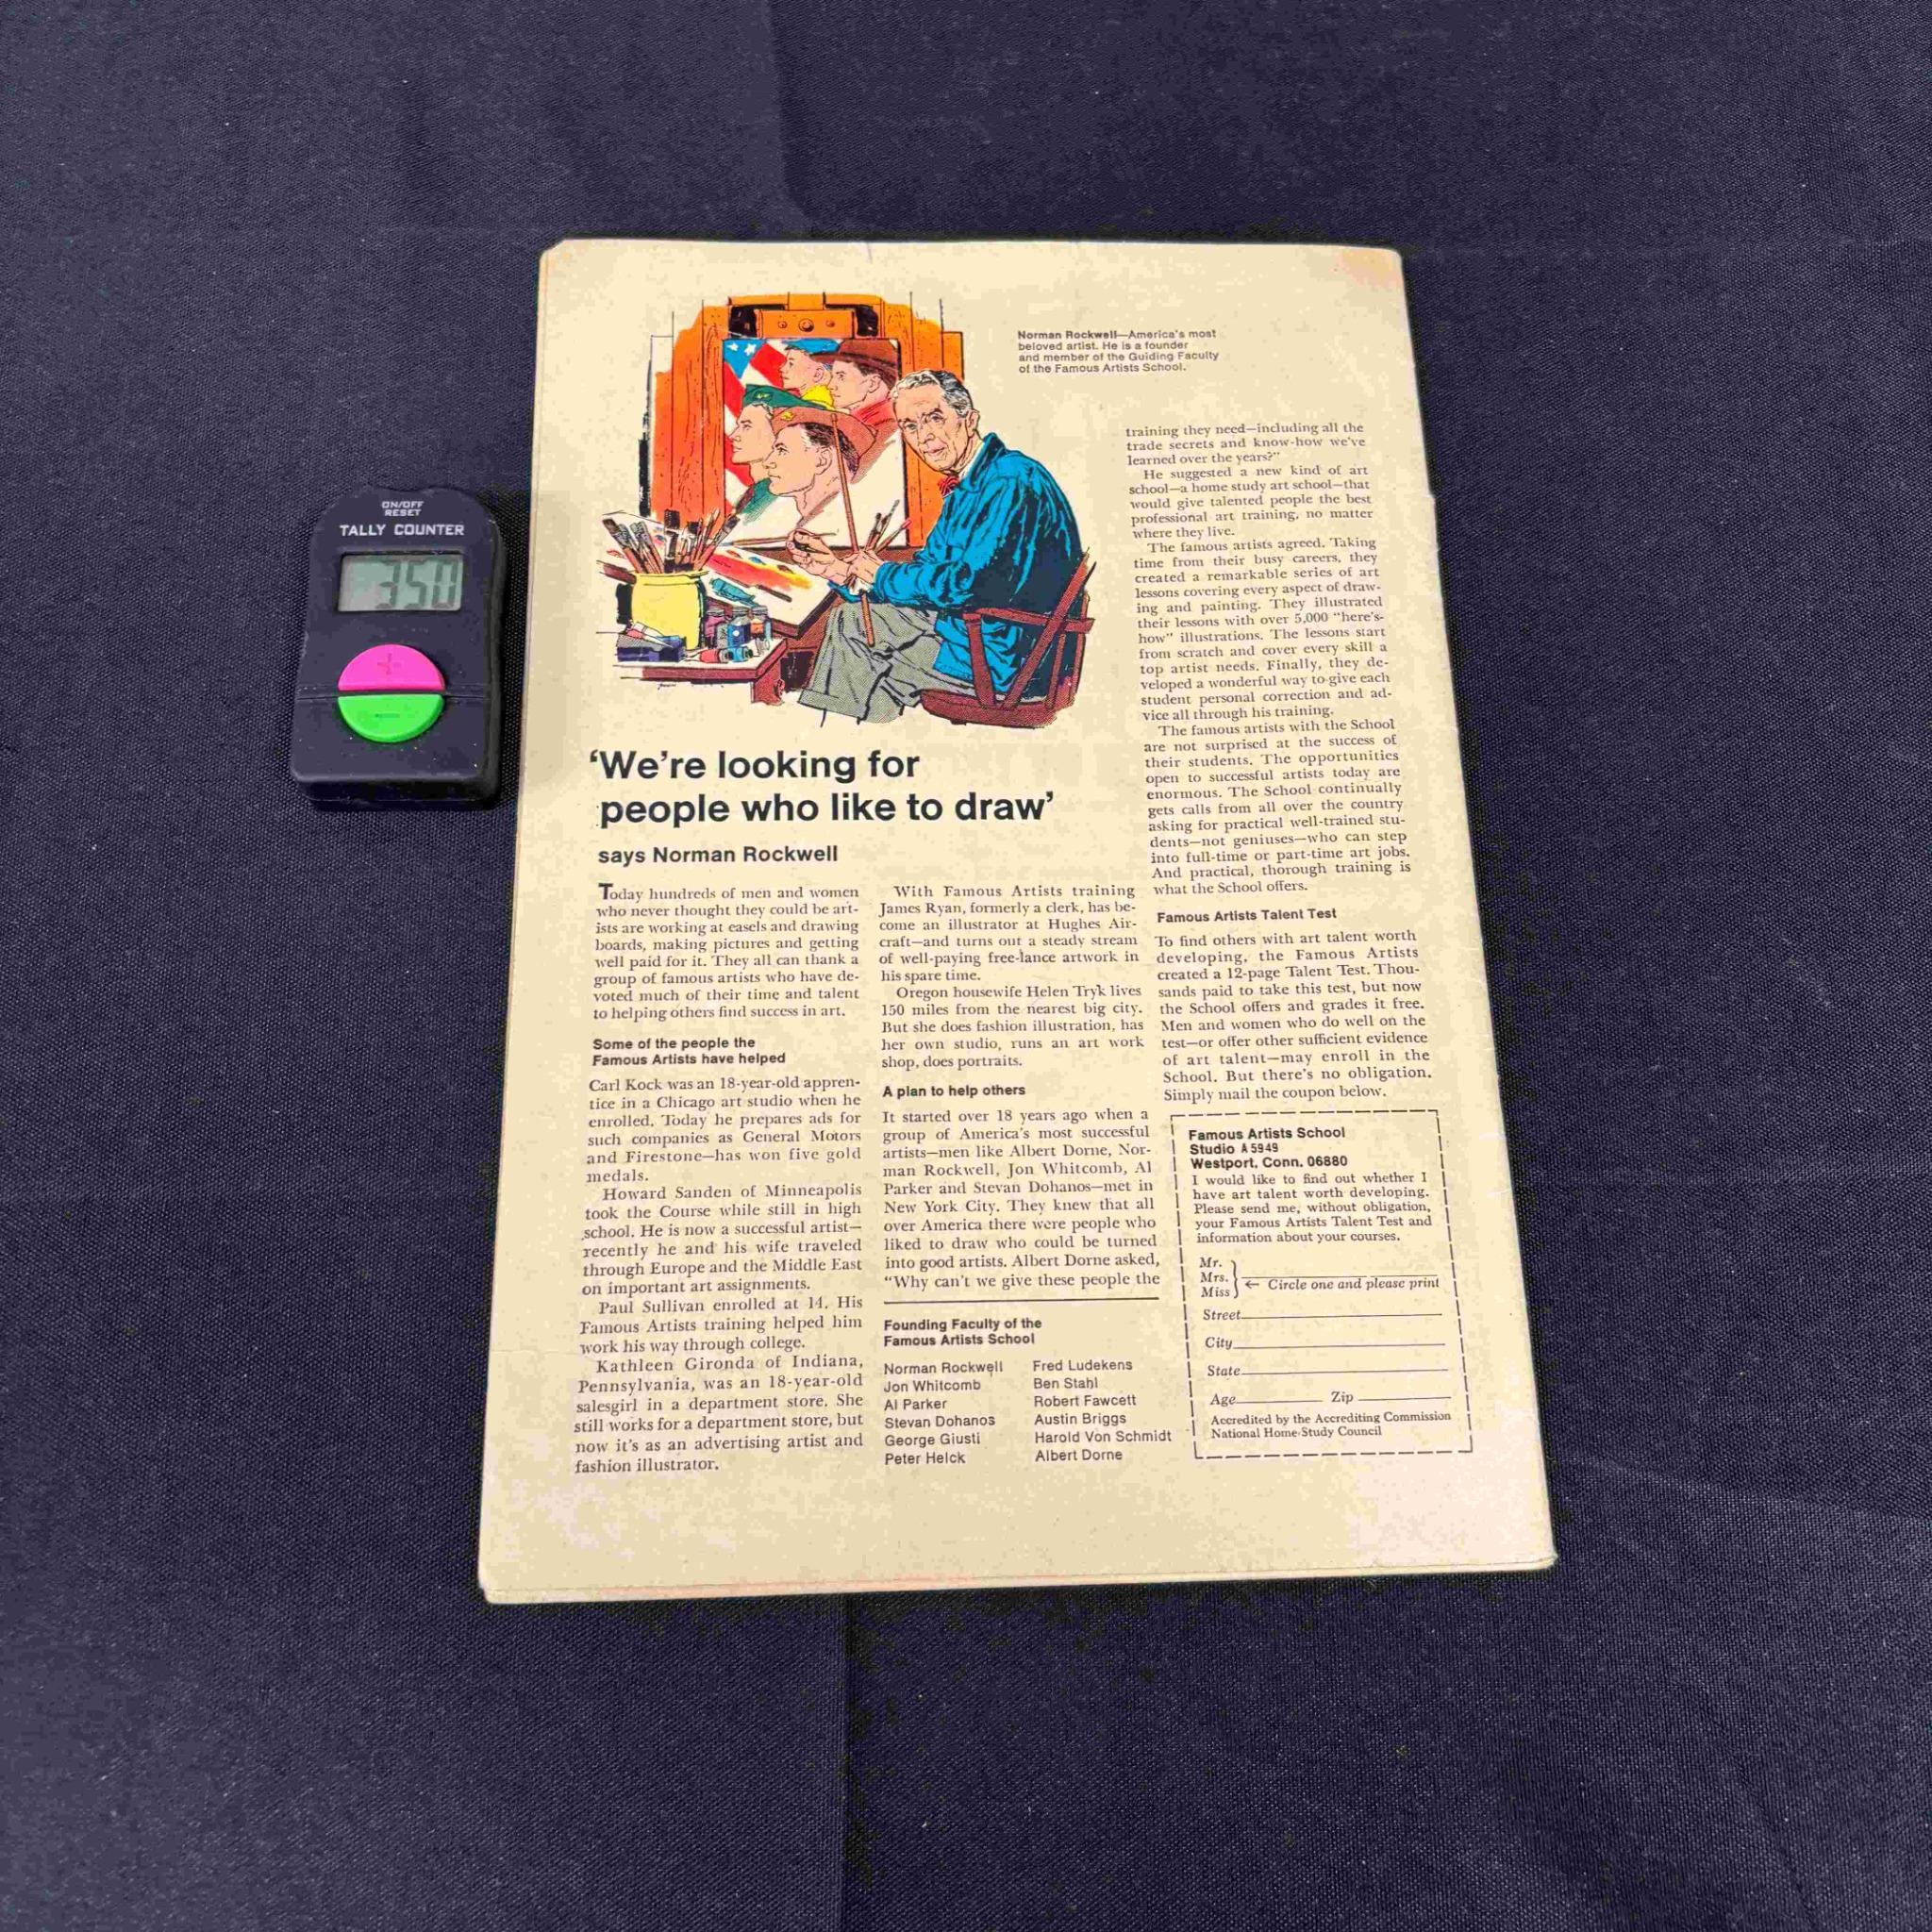 ON/OFF
RESET
TALLY COUNTER
350
+
−
Norman Rockwell—America's most
beloved artist. He is a founder
and member of the Guiding Faculty
of the Famous Artists School.
‘We're looking for
people who like to draw’
says Norman Rockwell
Today hundreds of men and women
who never thought they could be art-
ists are working at easels and drawing
boards, making pictures and getting
well paid for it. They all can thank a
group of famous artists who have de-
voted much of their time and talent
to helping others find success in art.
Some of the people the
Famous Artists have helped
Carl Kock was an 18-year-old appren-
tice in a Chicago art studio when he
enrolled. Today he prepares ads for
such companies as General Motors
and Firestone—has won five gold
medals.
Howard Sanden of Minneapolis
took the Course while still in high
school. He is now a successful artist—
recently he and his wife traveled
through Europe and the Middle East
on important art assignments.
Paul Sullivan enrolled at 14. His
Famous Artists training helped him
work his way through college.
Kathleen Gironda of Indiana,
Pennsylvania, was an 18-year-old
salesgirl in a department store. She
still works for a department store, but
now it's as an advertising artist and
fashion illustrator.
With Famous Artists training
James Ryan, formerly a clerk, has be-
come an illustrator at Hughes Air-
craft—and turns out a steady stream
of well-paying free-lance artwork in
his spare time.
Oregon housewife Helen Tryk lives
150 miles from the nearest big city.
But she does fashion illustration, has
her own studio, runs an art work
shop, does portraits.
A plan to help others
It started over 18 years ago when a
group of America's most successful
artists—men like Albert Dorne, Nor-
man Rockwell, Jon Whitcomb, Al
Parker and Stevan Dohanos—met in
New York City. They knew that all
over America there were people who
liked to draw who could be turned
into good artists. Albert Dorne asked,
“Why can't we give these people the
Founding Faculty of the
Famous Artists School
Norman Rockwell
Jon Whitcomb
Al Parker
Stevan Dohanos
George Giusti
Peter Helck
Fred Ludekens
Ben Stahl
Robert Fawcett
Austin Briggs
Harold Von Schmidt
Albert Dorne
training they need—including all the
trade secrets and know-how we've
learned over the years?”
He suggested a new kind of art
school—a home study art school—that
would give talented people the best
professional art training, no matter
where they live.
The famous artists agreed. Taking
time from their busy careers, they
created a remarkable series of art
lessons covering every aspect of draw-
ing and painting. They illustrated
their lessons with over 5,000 “here's-
how” illustrations. The lessons start
from scratch and cover every skill a
top artist needs. Finally, they de-
veloped a wonderful way to give each
student personal correction and ad-
vice all through his training.
The famous artists with the School
are not surprised at the success of
their students. The opportunities
open to successful artists today are
enormous. The School continually
gets calls from all over the country
asking for practical well-trained stu-
dents—not geniuses—who can step
into full-time or part-time art jobs.
And practical, thorough training is
what the School offers.
Famous Artists Talent Test
To find others with art talent worth
developing, the Famous Artists
created a 12-page Talent Test. Thou-
sands paid to take this test, but now
the School offers and grades it free.
Men and women who do well on the
test—or offer other sufficient evidence
of art talent—may enroll in the
School. But there's no obligation.
Simply mail the coupon below.
Famous Artists School
Studio A5949
Westport, Conn. 06880
I would like to find out whether I
have art talent worth developing.
Please send me, without obligation,
your Famous Artists Talent Test and
information about your courses.
Mr.
Mrs.
Miss
← Circle one and please print
Street
City
State
Age Zip
Accredited by the Accrediting Commission
National Home-Study Council